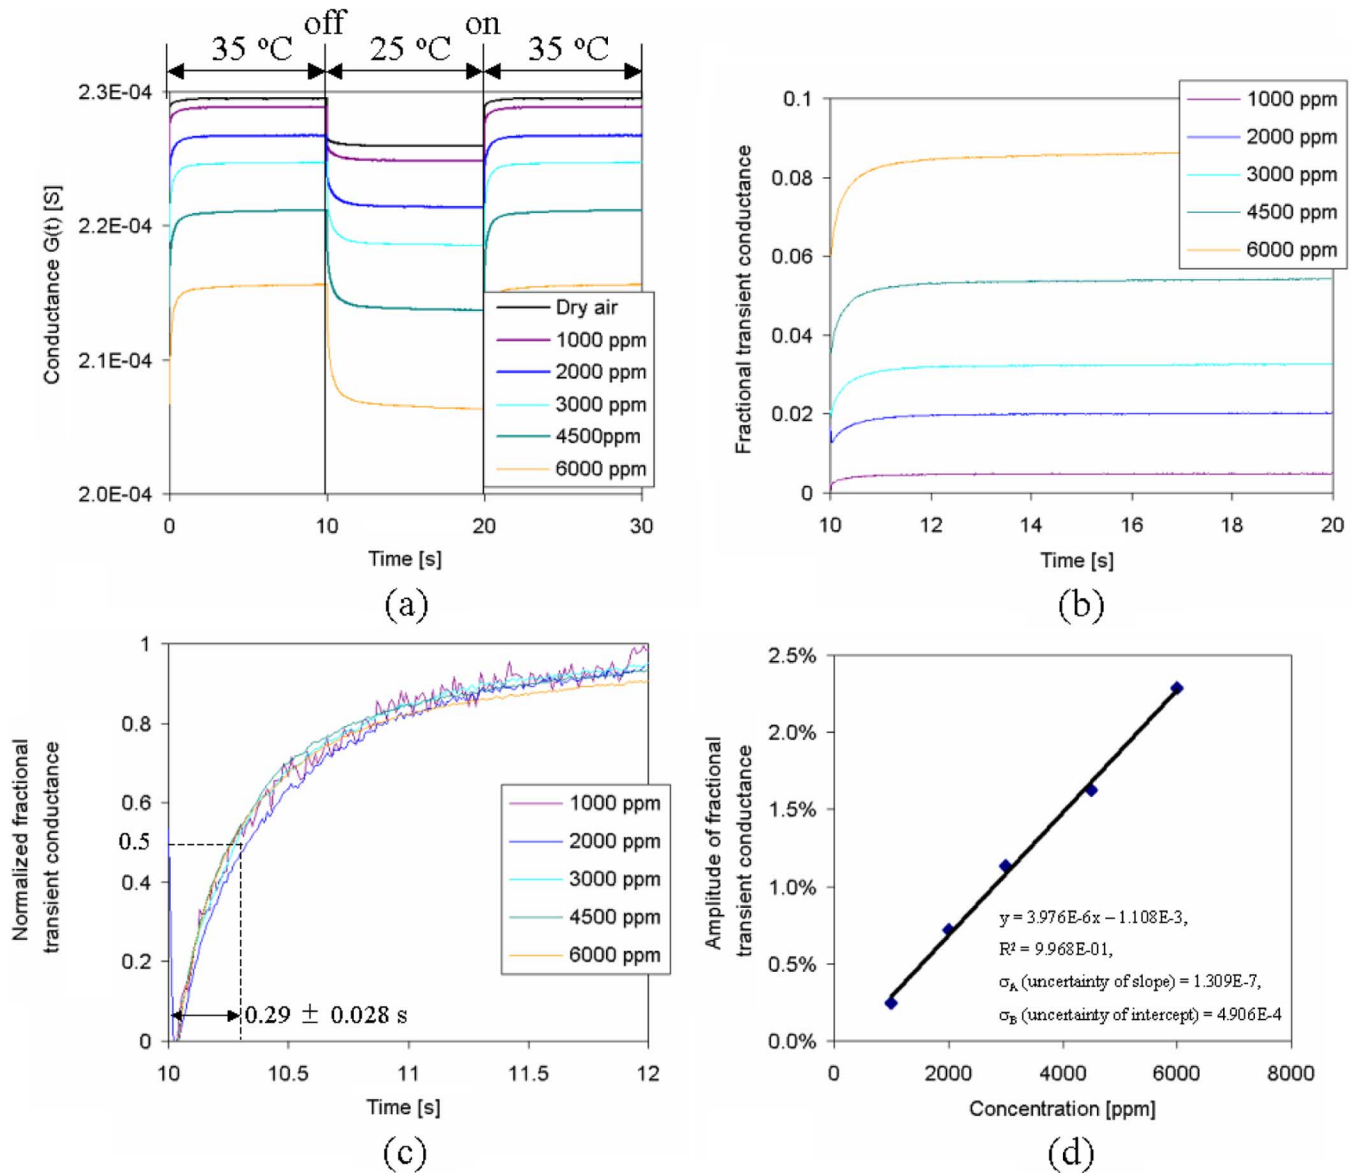 off
on
35 ºC
25 ºC
35 ºC
Conductance G(t) [S]
2.3E-04
2.2E-04
2.1E-04
2.0E-04
Dry air
1000 ppm
2000 ppm
3000 ppm
4500ppm
6000 ppm
0
10
20
30
Time [s]
(a)
Fractional transient conductance
0.1
0.08
0.06
0.04
0.02
0
1000 ppm
2000 ppm
3000 ppm
4500 ppm
6000 ppm
10
12
14
16
18
20
Time [s]
(b)
Normalized fractional
transient conductance
1
0.8
0.6
0.5
0.4
0.2
0
1000 ppm
2000 ppm
3000 ppm
4500 ppm
6000 ppm
0.29 ± 0.028 s
10
10.5
11
11.5
12
Time [s]
(c)
Amplitude of fractional
transient conductance
2.5%
2.0%
1.5%
1.0%
0.5%
0.0%
y = 3.976E-6x – 1.108E-3,
R² = 9.968E-01,
σA (uncertainty of slope) = 1.309E-7,
σB (uncertainty of intercept) = 4.906E-4
0
2000
4000
6000
8000
Concentration [ppm]
(d)